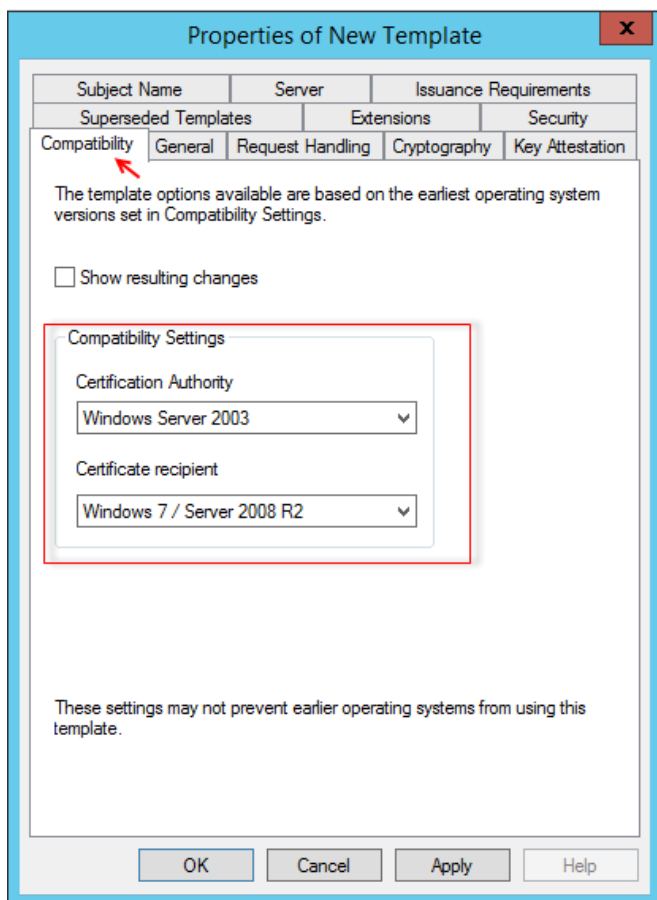 Properties of New Template
x
Subject Name Server Issuance Requirements
Superseded Templates Extensions Security
Compatibility General Request Handling Cryptography Key Attestation
The template options available are based on the earliest operating system
versions set in Compatibility Settings.
Show resulting changes
Compatibility Settings
Certification Authority
Windows Server 2003
Certificate recipient
Windows 7 / Server 2008 R2
These settings may not prevent earlier operating systems from using this
template.
OK Cancel Apply Help